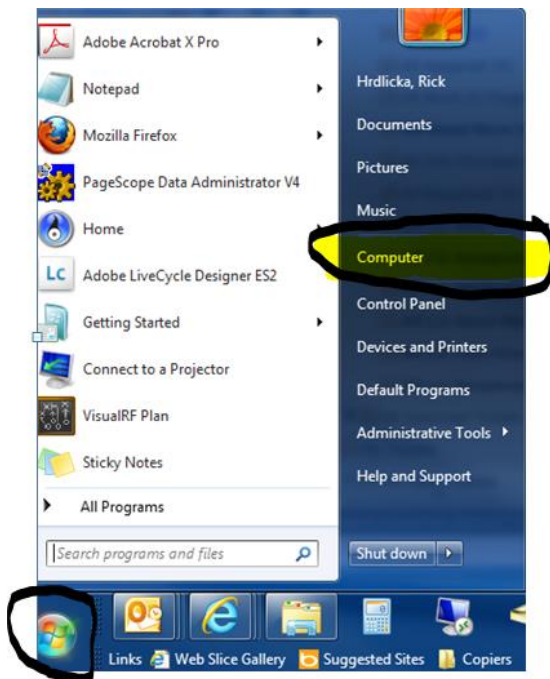 Adobe Acrobat X Pro
Notepad
Mozilla Firefox
PageScope Data Administrator V4
Home
Lc Adobe LiveCycle Designer ES2
Getting Started
Connect to a Projector
VisualRF Plan
Sticky Notes
All Programs
Search programs and files
Hrdlicka, Rick
Documents
Pictures
Music
Computer
Control Panel
Devices and Printers
Default Programs
Administrative Tools
Help and Support
Shut down
Links Web Slice Gallery Suggested Sites Copiers